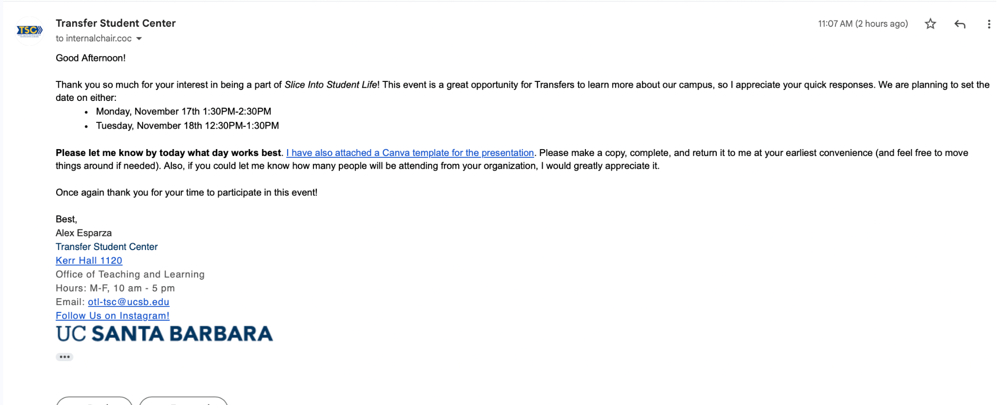 Transfer Student Center
11:07 AM (2 hours ago)
TSC
to internalchair.coc
Good Afternoon!
Thank you so much for your interest in being a part of Slice Into Student Life! This event is a great opportunity for Transfers to learn more about our campus, so I appreciate your quick responses. We are planning to set the
date on either:
• Monday, November 17th 1:30PM-2:30PM
• Tuesday, November 18th 12:30PM-1:30PM
Please let me know by today what day works best. I have also attached a Canva template for the presentation. Please make a copy, complete, and return it to me at your earliest convenience (and feel free to move
things around if needed). Also, if you could let me know how many people will be attending from your organization, I would greatly appreciate it.
Once again thank you for your time to participate in this event!
Best,
Alex Esparza
Transfer Student Center
Kerr Hall 1120
Office of Teaching and Learning
Hours: M-F, 10 am - 5 pm
Email: otl-tsc@ucsb.edu
Follow Us on Instagram!
UC SANTA BARBARA